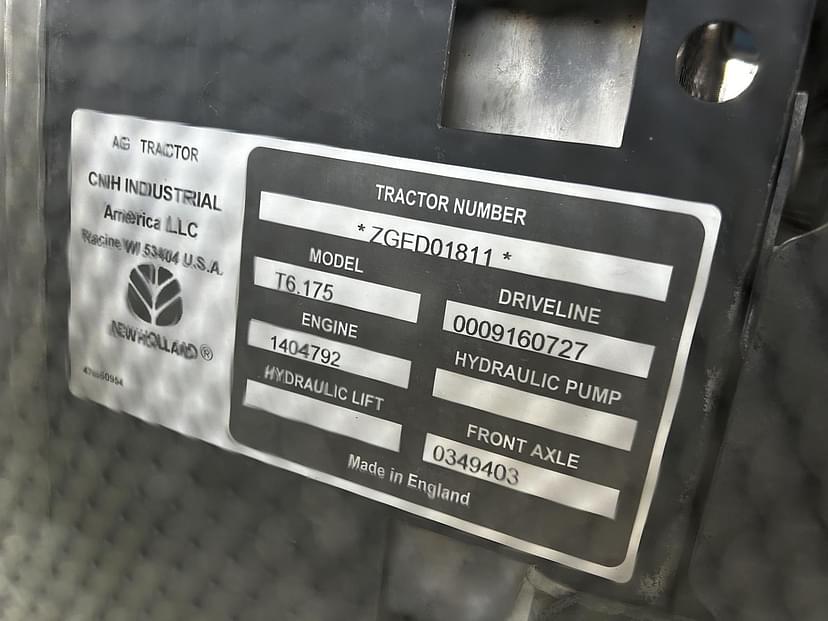 AG TRACTOR
CNH INDUSTRIAL
America LLC
Racine WI 53404 U.S.A.
NEW HOLLAND ®
TRACTOR NUMBER
*ZGED01811*
MODEL
T6.175
DRIVELINE
0009160727
ENGINE
1404792
HYDRAULIC PUMP
HYDRAULIC LIFT
FRONT AXLE
0349403
Made in England